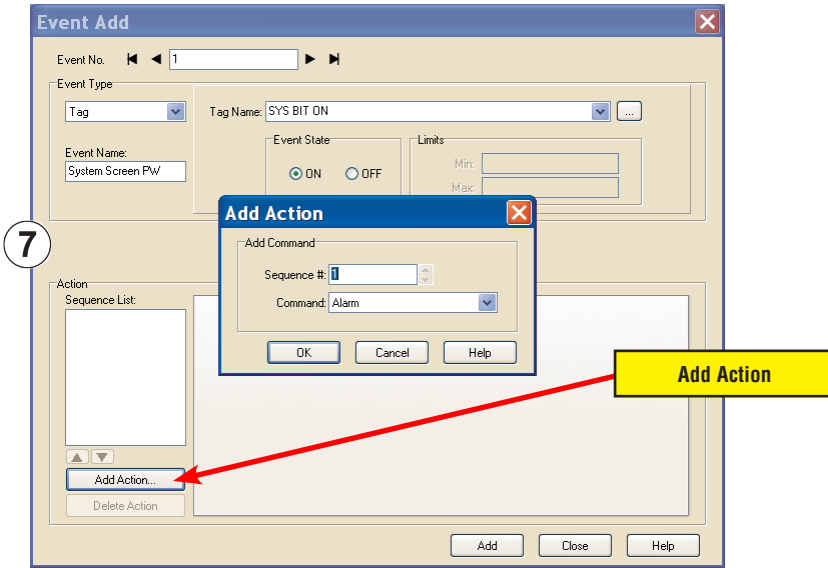 Event Add
Event No. 1
Event Type
Tag
Tag Name: SYS BIT ON ...
Event State
Limits
Event Name:
System Screen PW
ON OFF
Min:
Max:
7
Add Action
Add Command
Sequence #: 1
Command: Alarm
OK Cancel Help
Action
Sequence List:
Add Action
Add Action...
Delete Action
Add Close Help